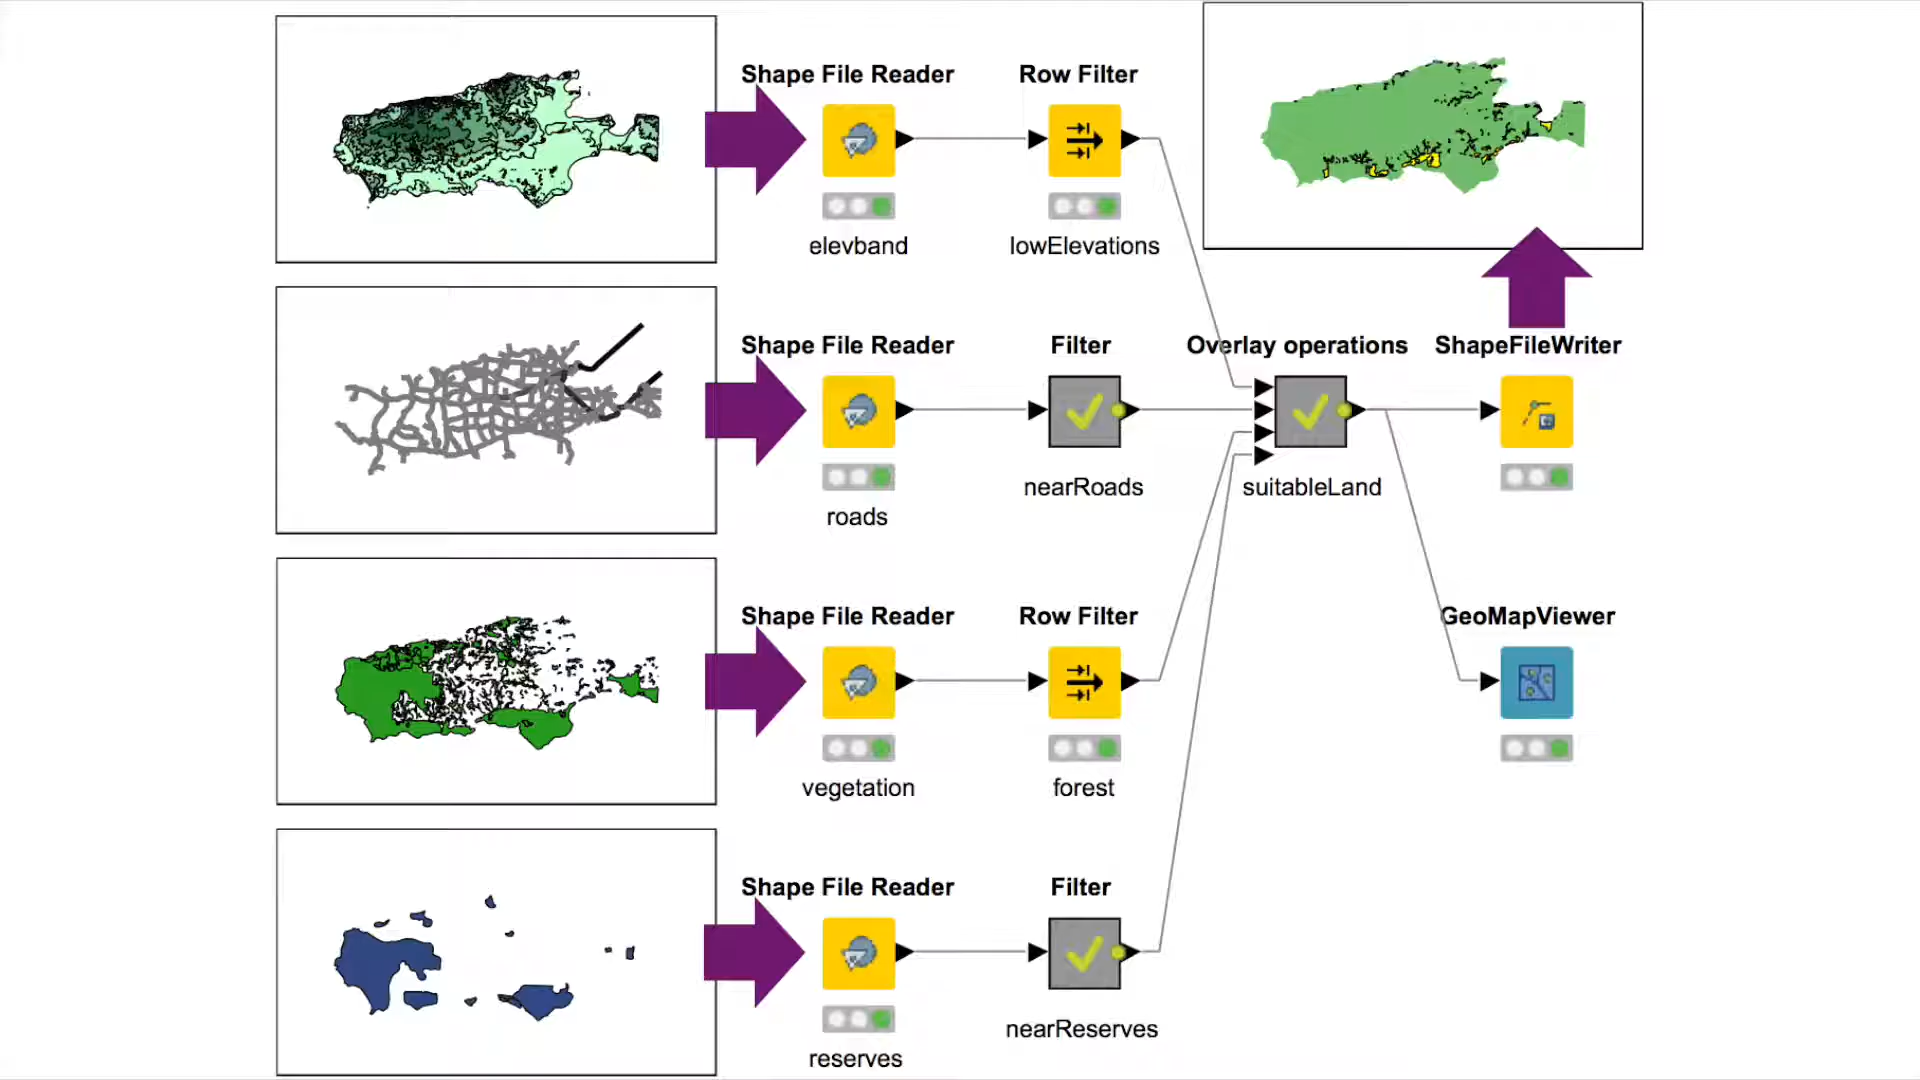 Shape File Reader
Row Filter
elevband
lowElevations
Shape File Reader
Filter
Overlay operations
ShapeFileWriter
roads
nearRoads
suitableLand
Shape File Reader
Row Filter
GeoMapViewer
vegetation
forest
Shape File Reader
Filter
reserves
nearReserves